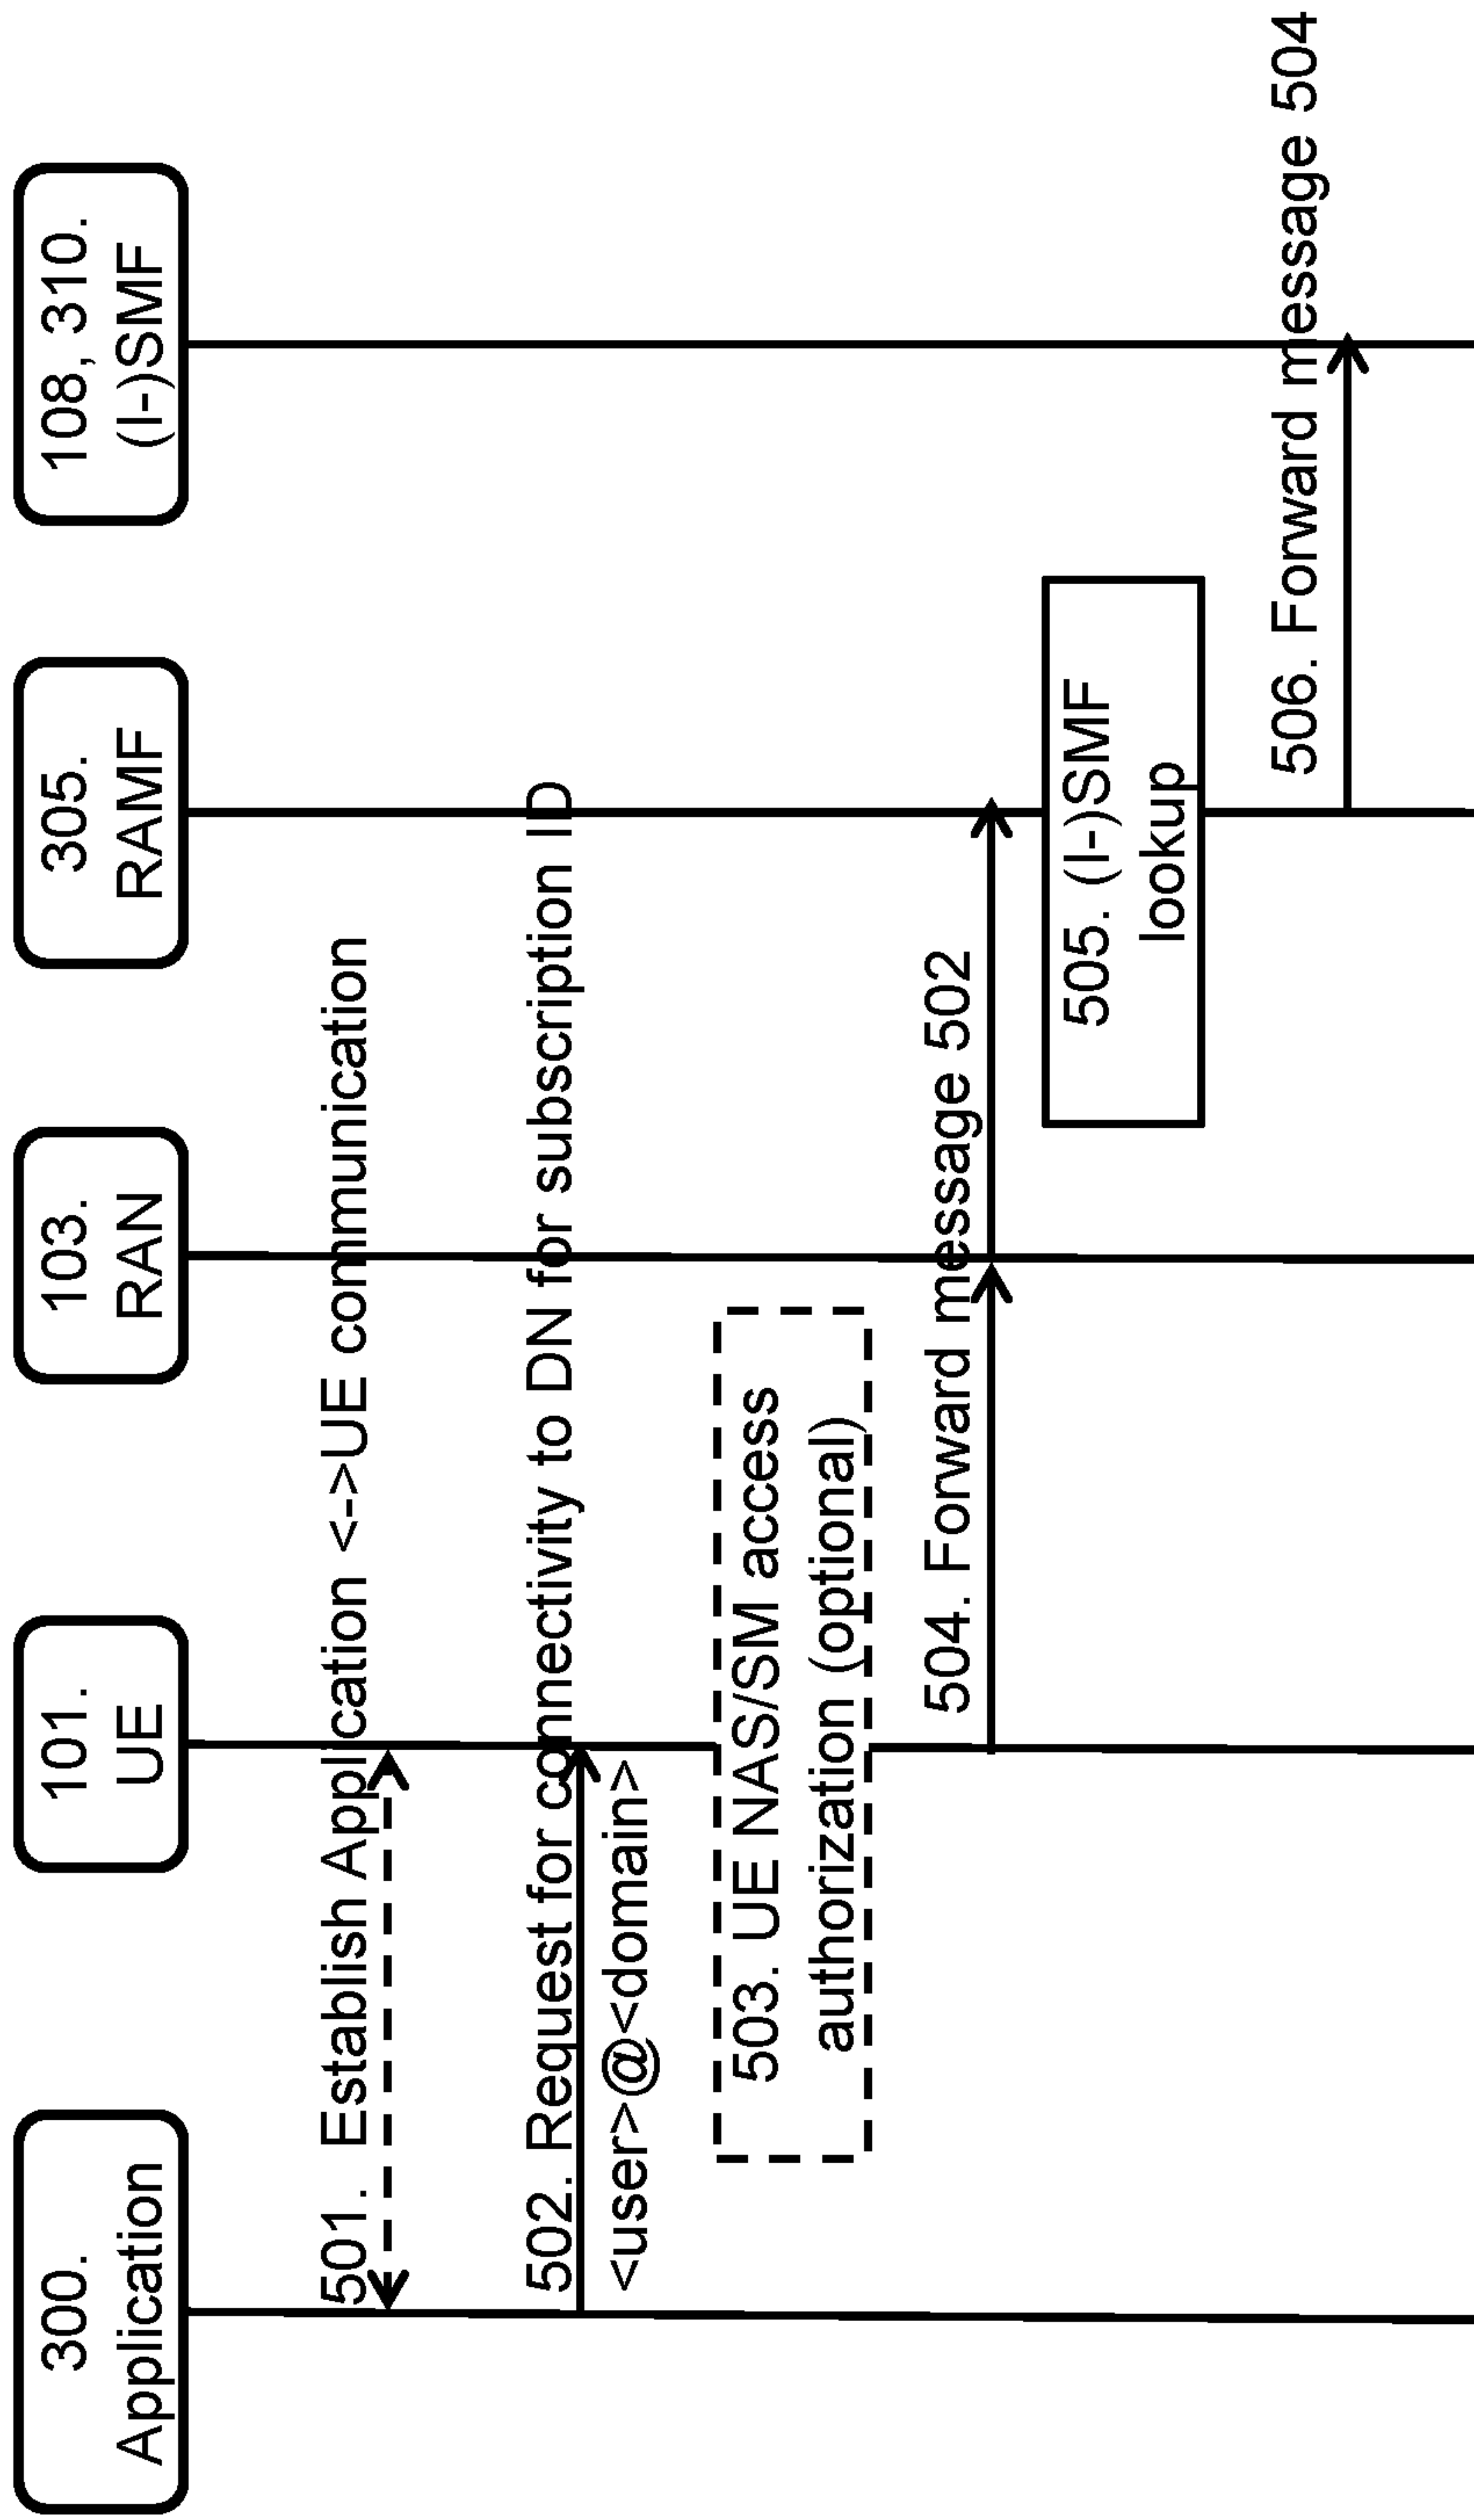 300.
Application
101.
UE
103.
RAN
305.
RAMF
108, 310.
(I-)SMF
501. Establish Application <->UE communication
502. Request for connectivity to DN for subscription ID
<user>@<domain>
503. UE NAS/SM access
authorization (optional)
504. Forward message 502
505. (I-)SMF
lookup
506. Forward message 504